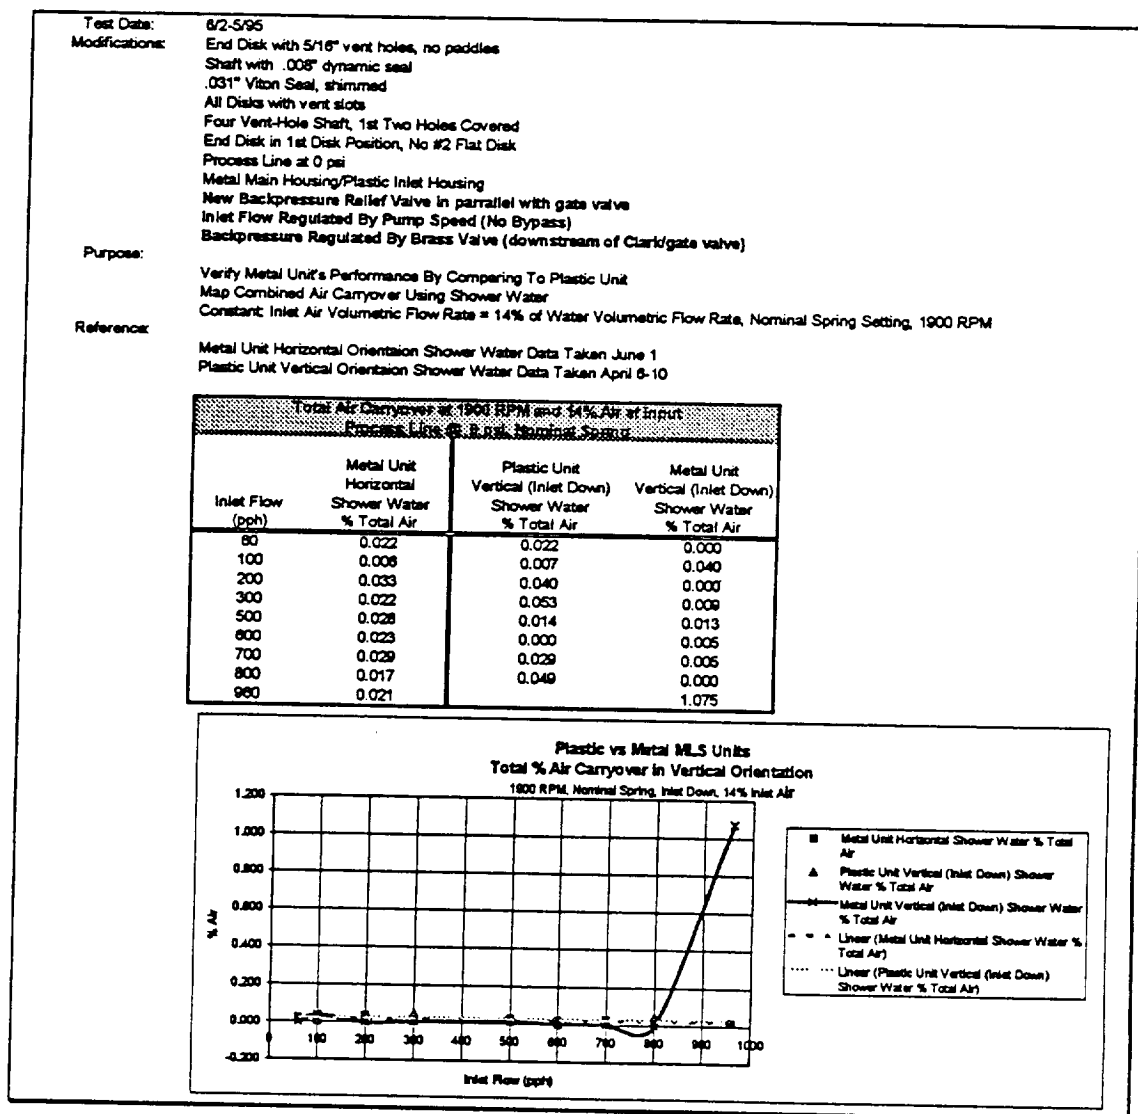 Test Date: 6/2-5/95
Modifications: End Disk with 5/16" vent holes, no paddles
Shaft with .008" dynamic seal
.031" Viton Seal, shimmed
All Disks with vent slots
Four Vent-Hole Shaft, 1st Two Holes Covered
End Disk in 1st Disk Position, No #2 Flat Disk
Process Line at 0 psi
Metal Main Housing/Plastic Inlet Housing
New Backpressure Relief Valve in parrallel with gate valve
Inlet Flow Regulated By Pump Speed (No Bypass)
Backpressure Regulated By Brass Valve (downstream of Clark/gate valve)
Purpose:
Verify Metal Unit's Performance By Comparing To Plastic Unit
Map Combined Air Carryover Using Shower Water
Constant: Inlet Air Volumetric Flow Rate = 14% of Water Volumetric Flow Rate, Nominal Spring Setting, 1900 RPM
Reference:
Metal Unit Horizontal Orientaion Shower Water Data Taken June 1
Plastic Unit Vertical Orientaion Shower Water Data Taken April 6-10
Total Air Carryover at 1900 RPM and 14% Air at Input
Process Line @ psi, Nominal Spring
Inlet Flow (pph) Metal Unit Horizontal Shower Water % Total Air Plastic Unit Vertical (Inlet Down) Shower Water % Total Air Metal Unit Vertical (Inlet Down) Shower Water % Total Air
60 0.022 0.022 0.000
100 0.006 0.007 0.040
200 0.033 0.040 0.000
300 0.022 0.053 0.009
500 0.028 0.014 0.013
600 0.023 0.000 0.005
700 0.029 0.029 0.005
800 0.017 0.049 0.000
960 0.021 1.075
Plastic vs Metal MLS Units
Total % Air Carryover in Vertical Orientation
1900 RPM, Nominal Spring, Inlet Down, 14% Inlet Air
1.200
1.000
0.800
0.600
0.400
0.200
0.000
-0.200
% Air
0 100 200 300 400 500 600 700 800 900 1000
Inlet Flow (pph)
Metal Unit Horizontal Shower Water % Total
Air
Plastic Unit Vertical (Inlet Down) Shower
Water % Total Air
Metal Unit Vertical (Inlet Down) Shower Water
% Total Air
Linear (Metal Unit Horizontal Shower Water %
Total Air)
Linear (Plastic Unit Vertical (Inlet Down)
Shower Water % Total Air)